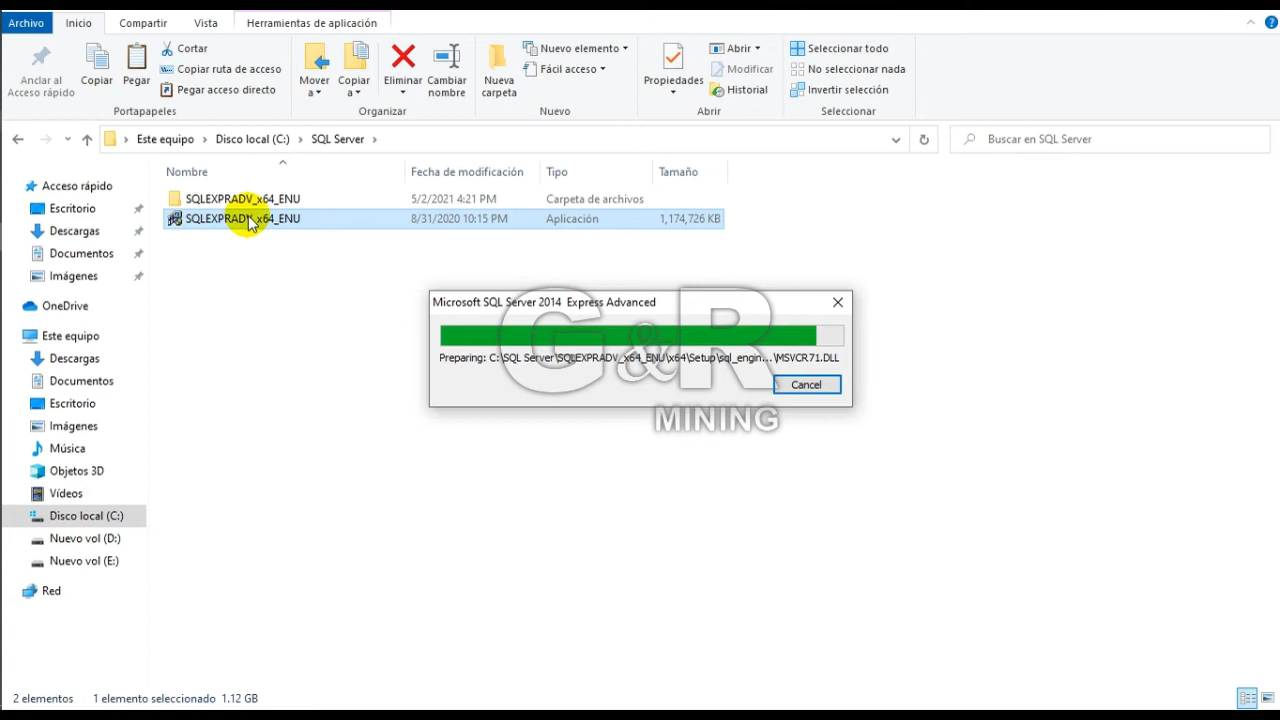 Archivo Inicio Compartir Vista Herramientas de aplicación
Anclar al Acceso rápido
Copiar
Pegar
Cortar
Copiar ruta de acceso
Pegar acceso directo
Portapapeles
Mover a
Copiar a
Eliminar
Cambiar nombre
Organizar
Nueva carpeta
Nuevo elemento
Fácil acceso
Nuevo
Propiedades
Abrir
Modificar
Historial
Abrir
Seleccionar todo
No seleccionar nada
Invertir selección
Seleccionar
Este equipo > Disco local (C:) > SQL Server >
Buscar en SQL Server
Nombre Fecha de modificación Tipo Tamaño
SQLEXPRADV_x64_ENU 5/2/2021 4:21 PM Carpeta de archivos
SQLEXPRADV_x64_ENU 8/31/2020 10:15 PM Aplicación 1,174,726 KB
Acceso rápido
Escritorio
Descargas
Documentos
Imágenes
OneDrive
Este equipo
Descargas
Documentos
Escritorio
Imágenes
Música
Objetos 3D
Vídeos
Disco local (C:)
Nuevo vol (D:)
Nuevo vol (E:)
Red
Microsoft SQL Server 2014 Express Advanced
Preparing: C:\SQL Server\SQLEXPRADV_x64_ENU\x64\Setup\sql_engin...\MSVCR71.DLL
Cancel
G&R
MINING
2 elementos 1 elemento seleccionado 1.12 GB